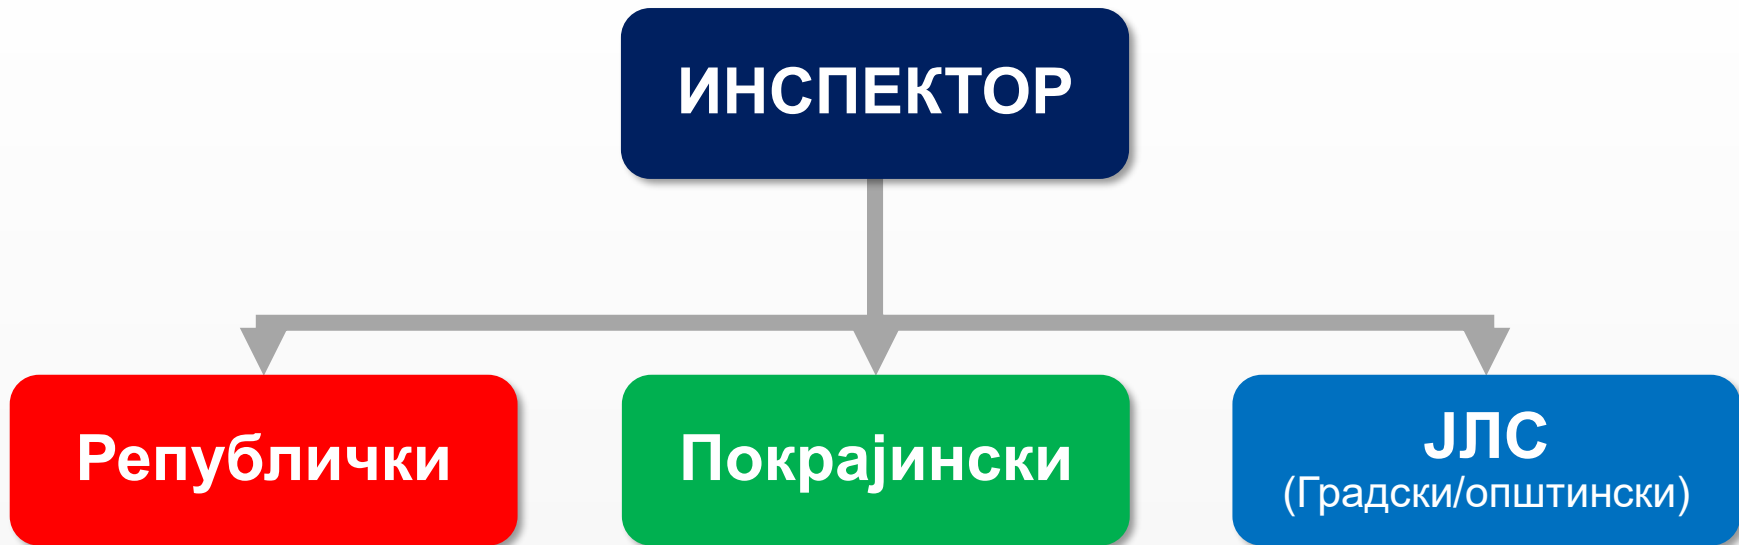 ИНСПЕКТОР
Републички
Покрајински
ЈЛС
(Градски/општински)